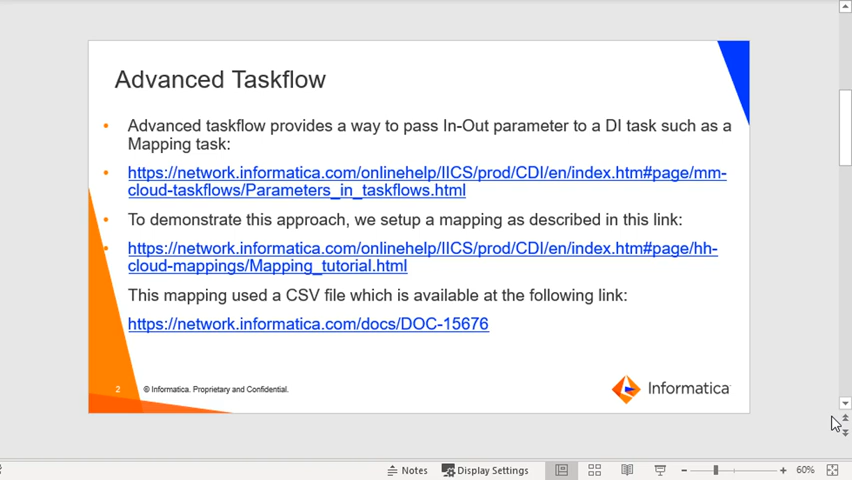 Advanced Taskflow
Advanced taskflow provides a way to pass In-Out parameter to a DI task such as a
Mapping task:
https://network.informatica.com/onlinehelp/IICS/prod/CDI/en/index.htm#page/mm-
cloud-taskflows/Parameters_in_taskflows.html
To demonstrate this approach, we setup a mapping as described in this link:
https://network.informatica.com/onlinehelp/IICS/prod/CDI/en/index.htm#page/hh-
cloud-mappings/Mapping_tutorial.html
This mapping used a CSV file which is available at the following link:
https://network.informatica.com/docs/DOC-15676
2 © Informatica. Proprietary and Confidential.
Informatica
Notes Display Settings 60%